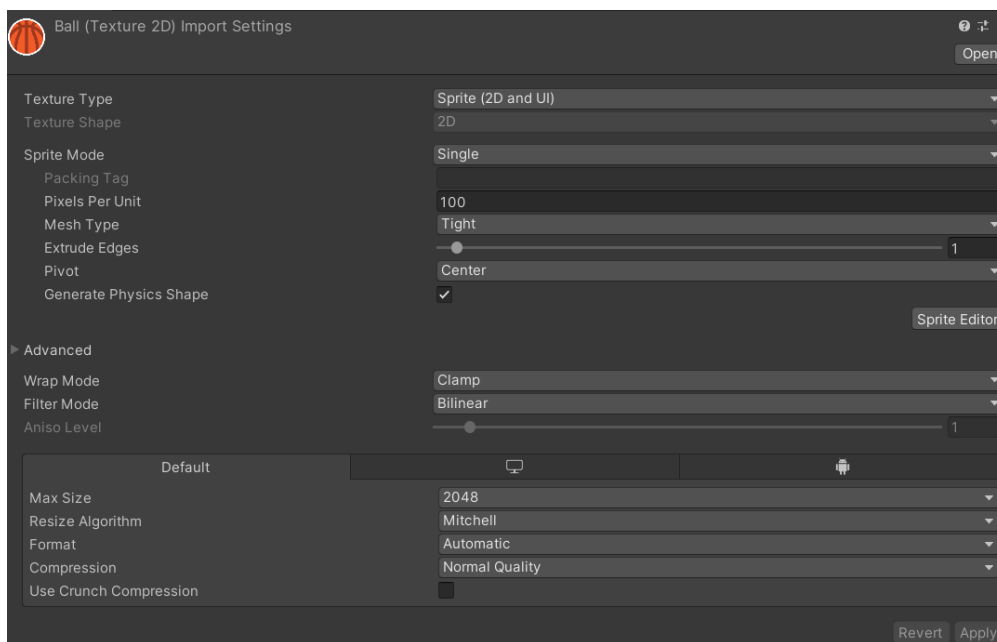 Ball (Texture 2D) Import Settings
Open
Texture Type Sprite (2D and UI)
Texture Shape 2D
Sprite Mode Single
Packing Tag
Pixels Per Unit 100
Mesh Type Tight
Extrude Edges 1
Pivot Center
Generate Physics Shape
Sprite Editor
Advanced
Wrap Mode Clamp
Filter Mode Bilinear
Aniso Level 1
Default
Max Size 2048
Resize Algorithm Mitchell
Format Automatic
Compression Normal Quality
Use Crunch Compression
Revert Apply